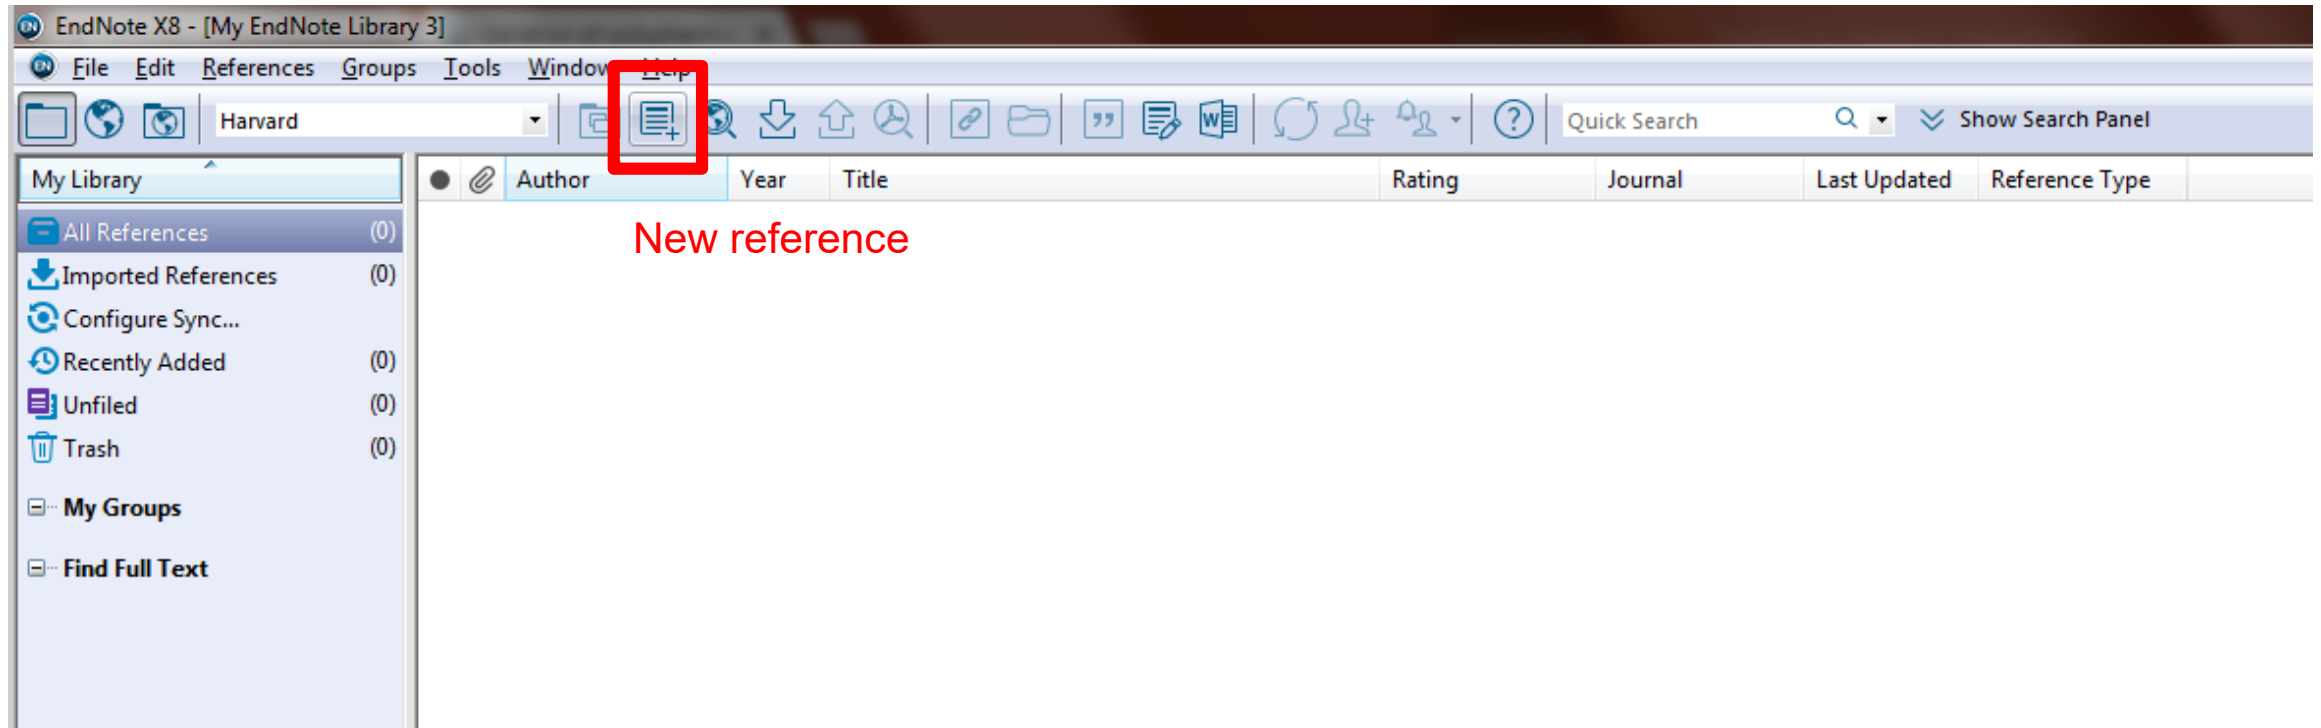 EndNote X8 - [My EndNote Library 3]
File Edit References Groups Tools Window Help
Harvard Quick Search Show Search Panel
My Library Author Year Title Rating Journal Last Updated Reference Type
All References (0)
New reference
Imported References (0)
Configure Sync...
Recently Added (0)
Unfiled (0)
Trash (0)
My Groups
Find Full Text